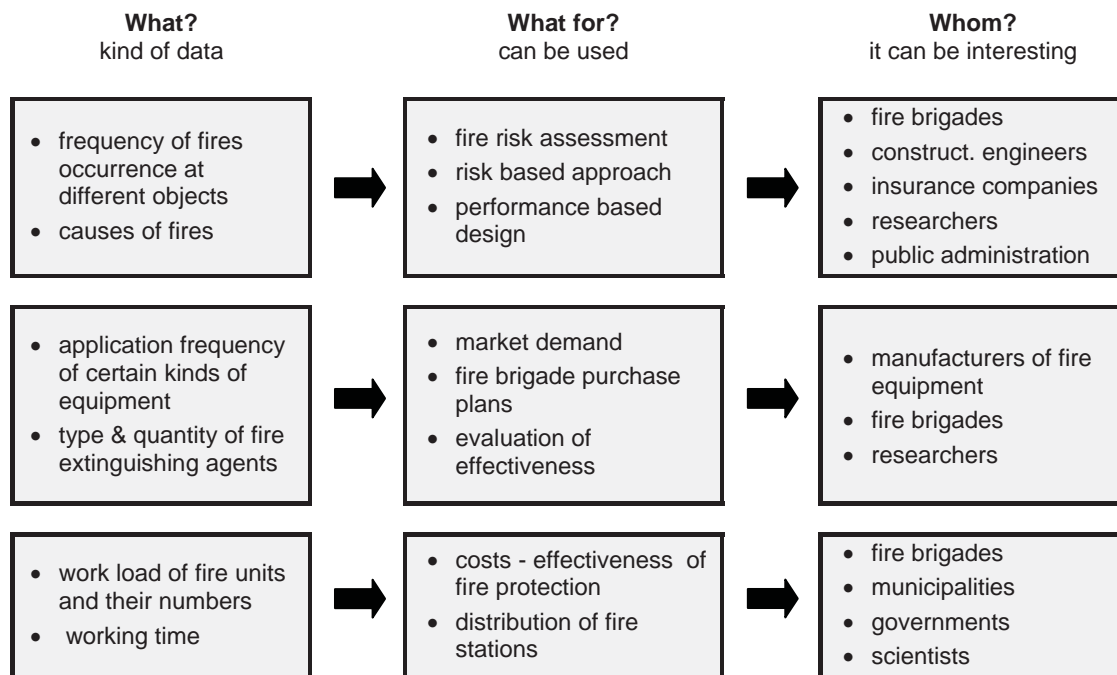 What?
kind of data
What for?
can be used
Whom?
it can be interesting
• frequency of fires
occurrence at
different objects
• causes of fires
• fire risk assessment
• risk based approach
• performance based
design
• fire brigades
• construct. engineers
• insurance companies
• researchers
• public administration
• application frequency
of certain kinds of
equipment
• type & quantity of fire
extinguishing agents
• market demand
• fire brigade purchase
plans
• evaluation of
effectiveness
• manufacturers of fire
equipment
• fire brigades
• researchers
• work load of fire units
and their numbers
• working time
• costs - effectiveness of
fire protection
• distribution of fire
stations
• fire brigades
• municipalities
• governments
• scientists